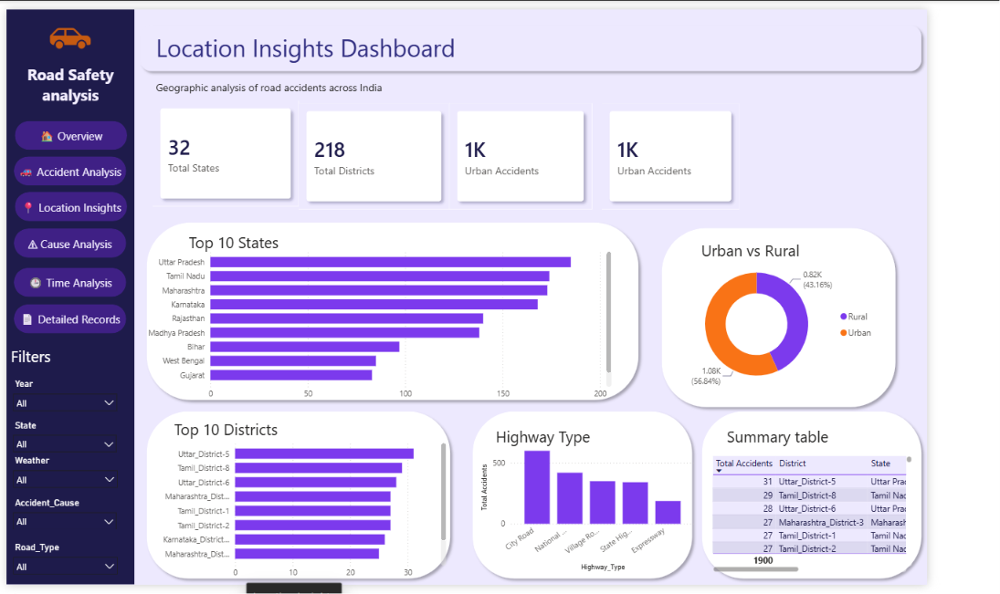 Road Safety
analysis
Overview
Accident Analysis
Location Insights
Cause Analysis
Time Analysis
Detailed Records
Filters
Year
All
State
All
Weather
All
Accident_Cause
All
Road_Type
All
Location Insights Dashboard
Geographic analysis of road accidents across India
32
Total States
218
Total Districts
1K
Urban Accidents
1K
Urban Accidents
Top 10 States
Uttar Pradesh
Tamil Nadu
Maharashtra
Karnataka
Rajasthan
Madhya Pradesh
Bihar
West Bengal
Gujarat
0 50 100 150 200
Urban vs Rural
0.82K
(43.16%)
1.08K
(56.84%)
Rural
Urban
Top 10 Districts
Uttar_District-5
Tamil_District-8
Uttar_District-6
Maharashtra_Dist...
Tamil_District-1
Tamil_District-2
Karnataka_District...
Maharashtra_Dist...
0 10 20 30
Highway Type
Total Accidents
500
0
City Road
National ...
Village Ro...
State Hig...
Expressway
Highway_Type
Summary table
Total Accidents District State
31 Uttar_District-5 Uttar Prac
29 Tamil_District-8 Tamil Nac
28 Uttar_District-6 Uttar Prac
27 Maharashtra_District-3 Maharash
27 Tamil_District-1 Tamil Nac
27 Tamil_District-2 Tamil Nac
1900